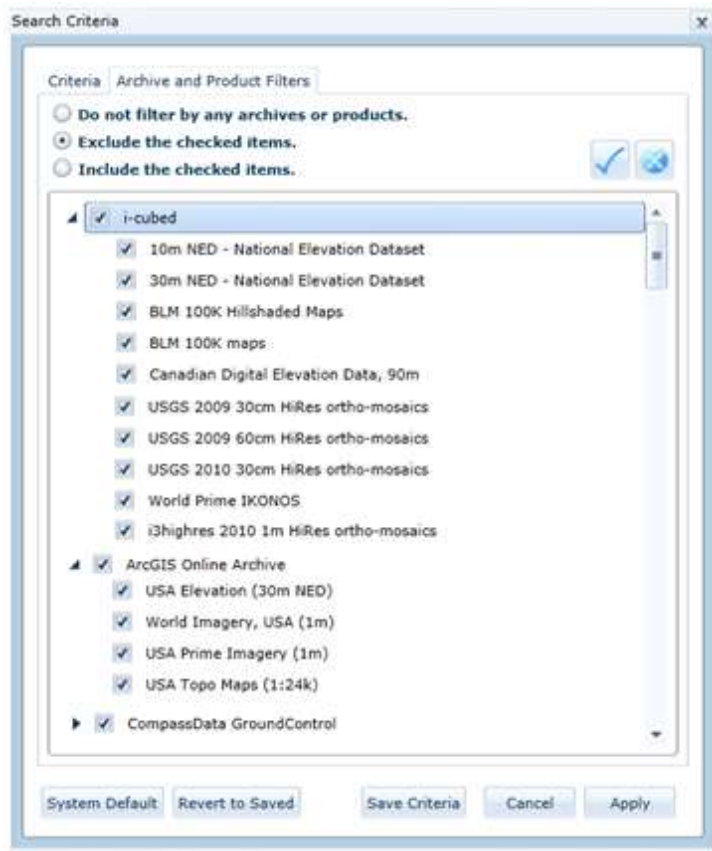 Search Criteria
Criteria Archive and Product Filters
Do not filter by any archives or products.
Exclude the checked items.
Include the checked items.
i-cubed
10m NED - National Elevation Dataset
30m NED - National Elevation Dataset
BLM 100K Hillshaded Maps
BLM 100K maps
Canadian Digital Elevation Data, 90m
USGS 2009 30cm HiRes ortho-mosaics
USGS 2009 60cm HiRes ortho-mosaics
USGS 2010 30cm HiRes ortho-mosaics
World Prime IKONOS
i3highres 2010 1m HiRes ortho-mosaics
ArcGIS Online Archive
USA Elevation (30m NED)
World Imagery, USA (1m)
USA Prime Imagery (1m)
USA Topo Maps (1:24k)
CompassData GroundControl
System Default Revert to Saved Save Criteria Cancel Apply